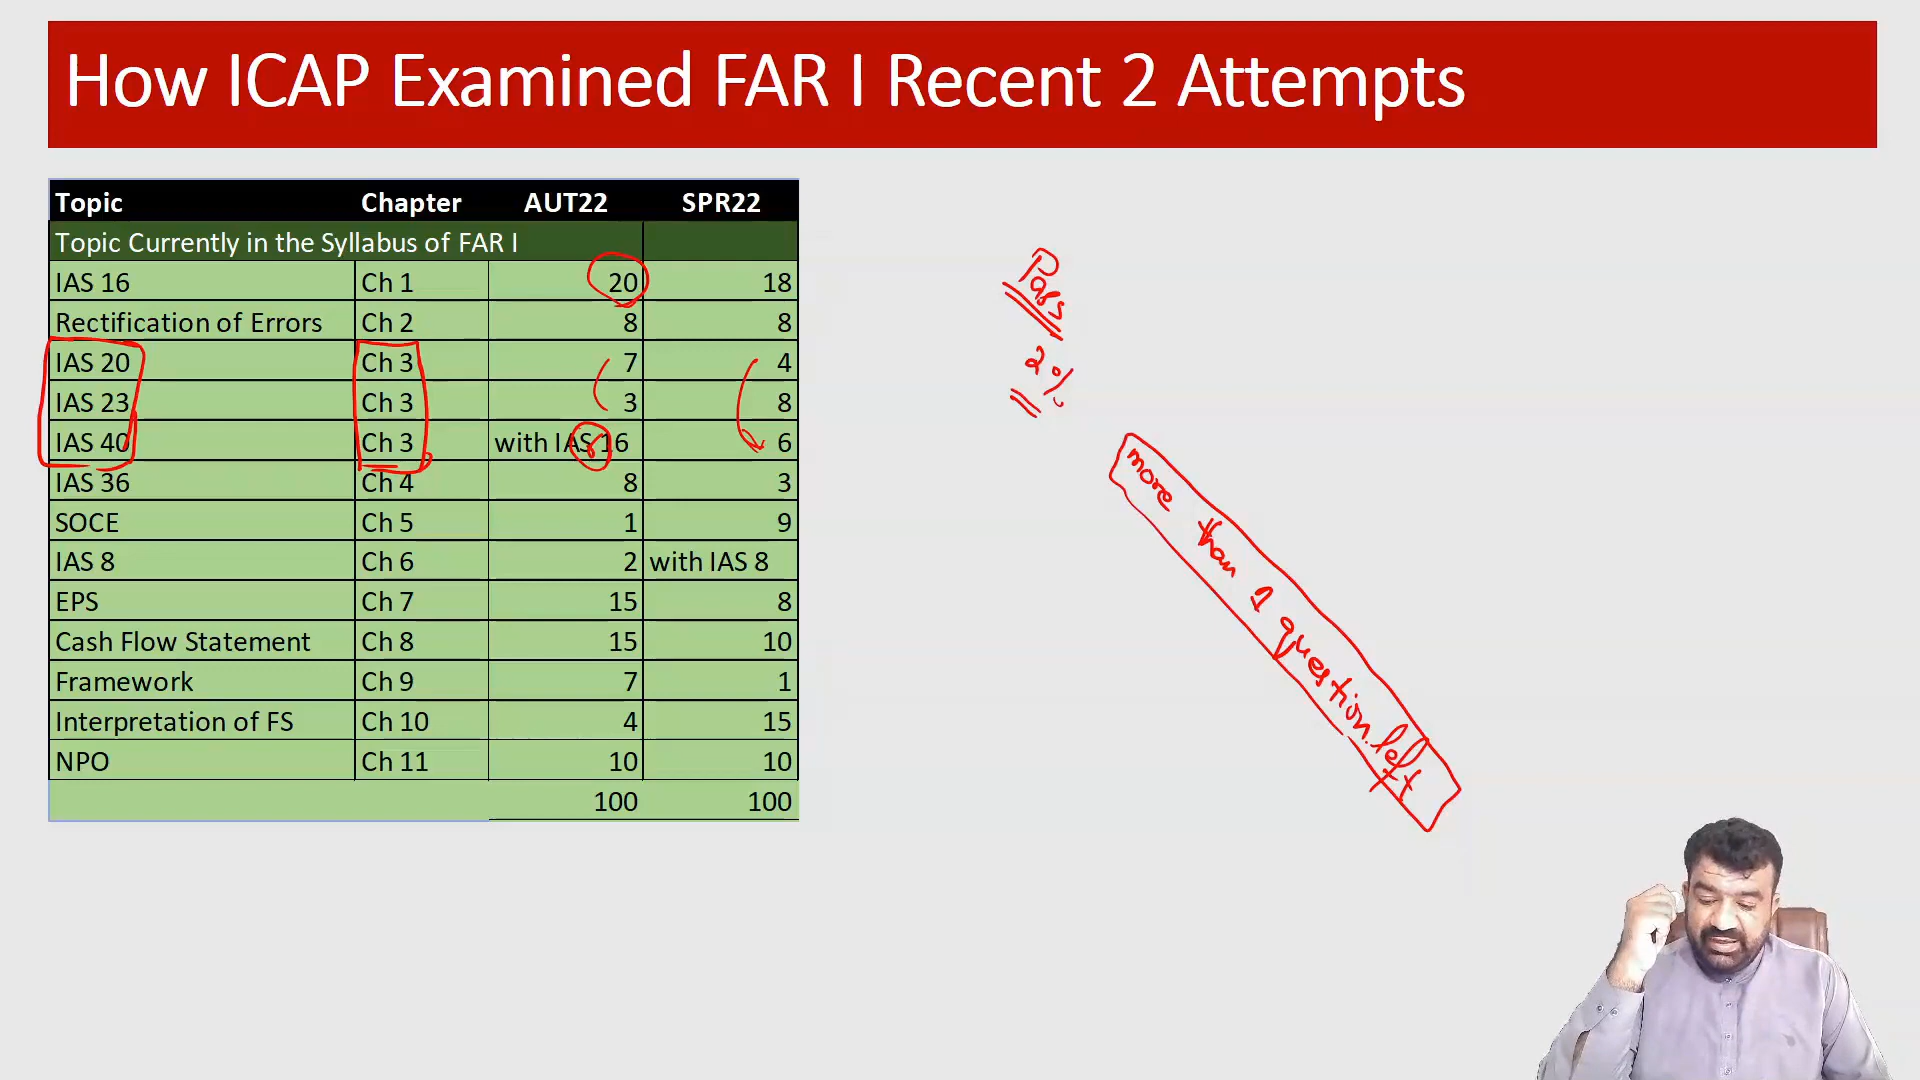 How ICAP Examined FAR I Recent 2 Attempts
Topic Chapter AUT22 SPR22
Topic Currently in the Syllabus of FAR I
IAS 16 Ch 1 20 18
Rectification of Errors Ch 2 8 8
IAS 20 Ch 3 7 4
IAS 23 Ch 3 3 8
IAS 40 Ch 3 with IAS 16 6
IAS 36 Ch 4 8 3
SOCE Ch 5 1 9
IAS 8 Ch 6 2 with IAS 8
EPS Ch 7 15 8
Cash Flow Statement Ch 8 15 10
Framework Ch 9 7 1
Interpretation of FS Ch 10 4 15
NPO Ch 11 10 10
100 100
Pass
2%
more than 1 question left